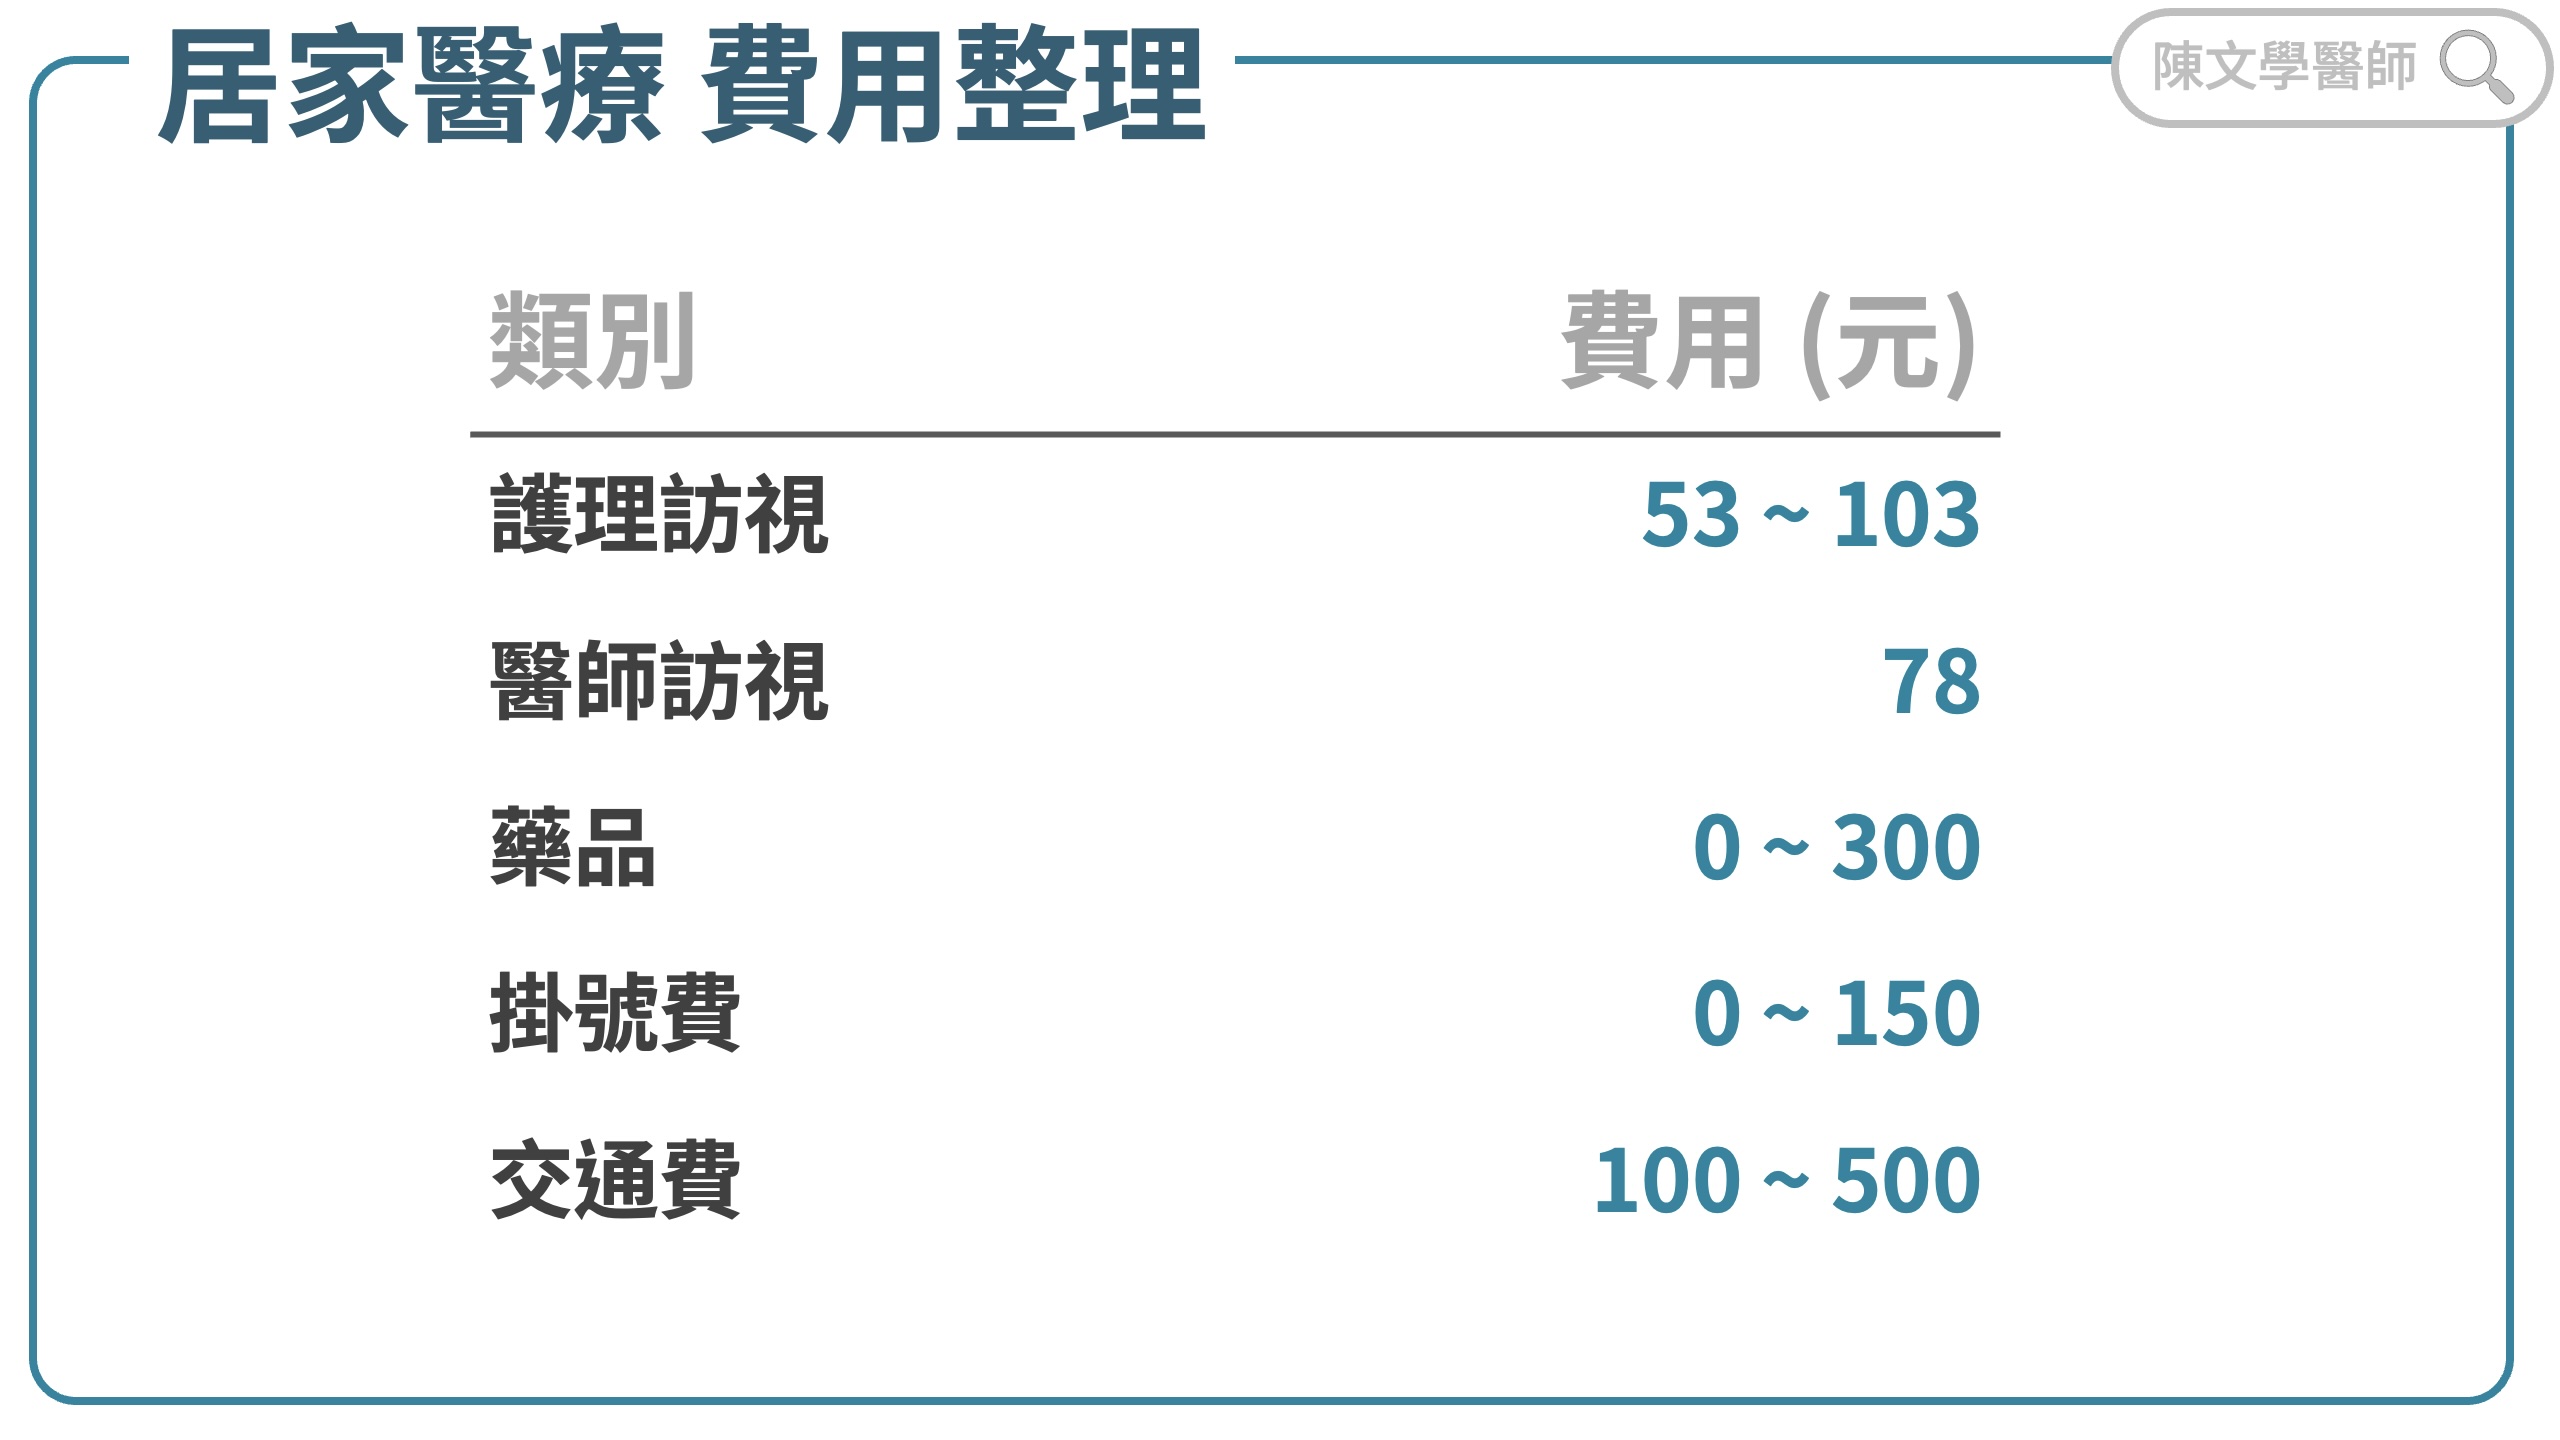 居家醫療 費用整理
陳文學醫師
類別 費用 (元)
護理訪視 53 ~ 103
醫師訪視 78
藥品 0 ~ 300
掛號費 0 ~ 150
交通費 100 ~ 500